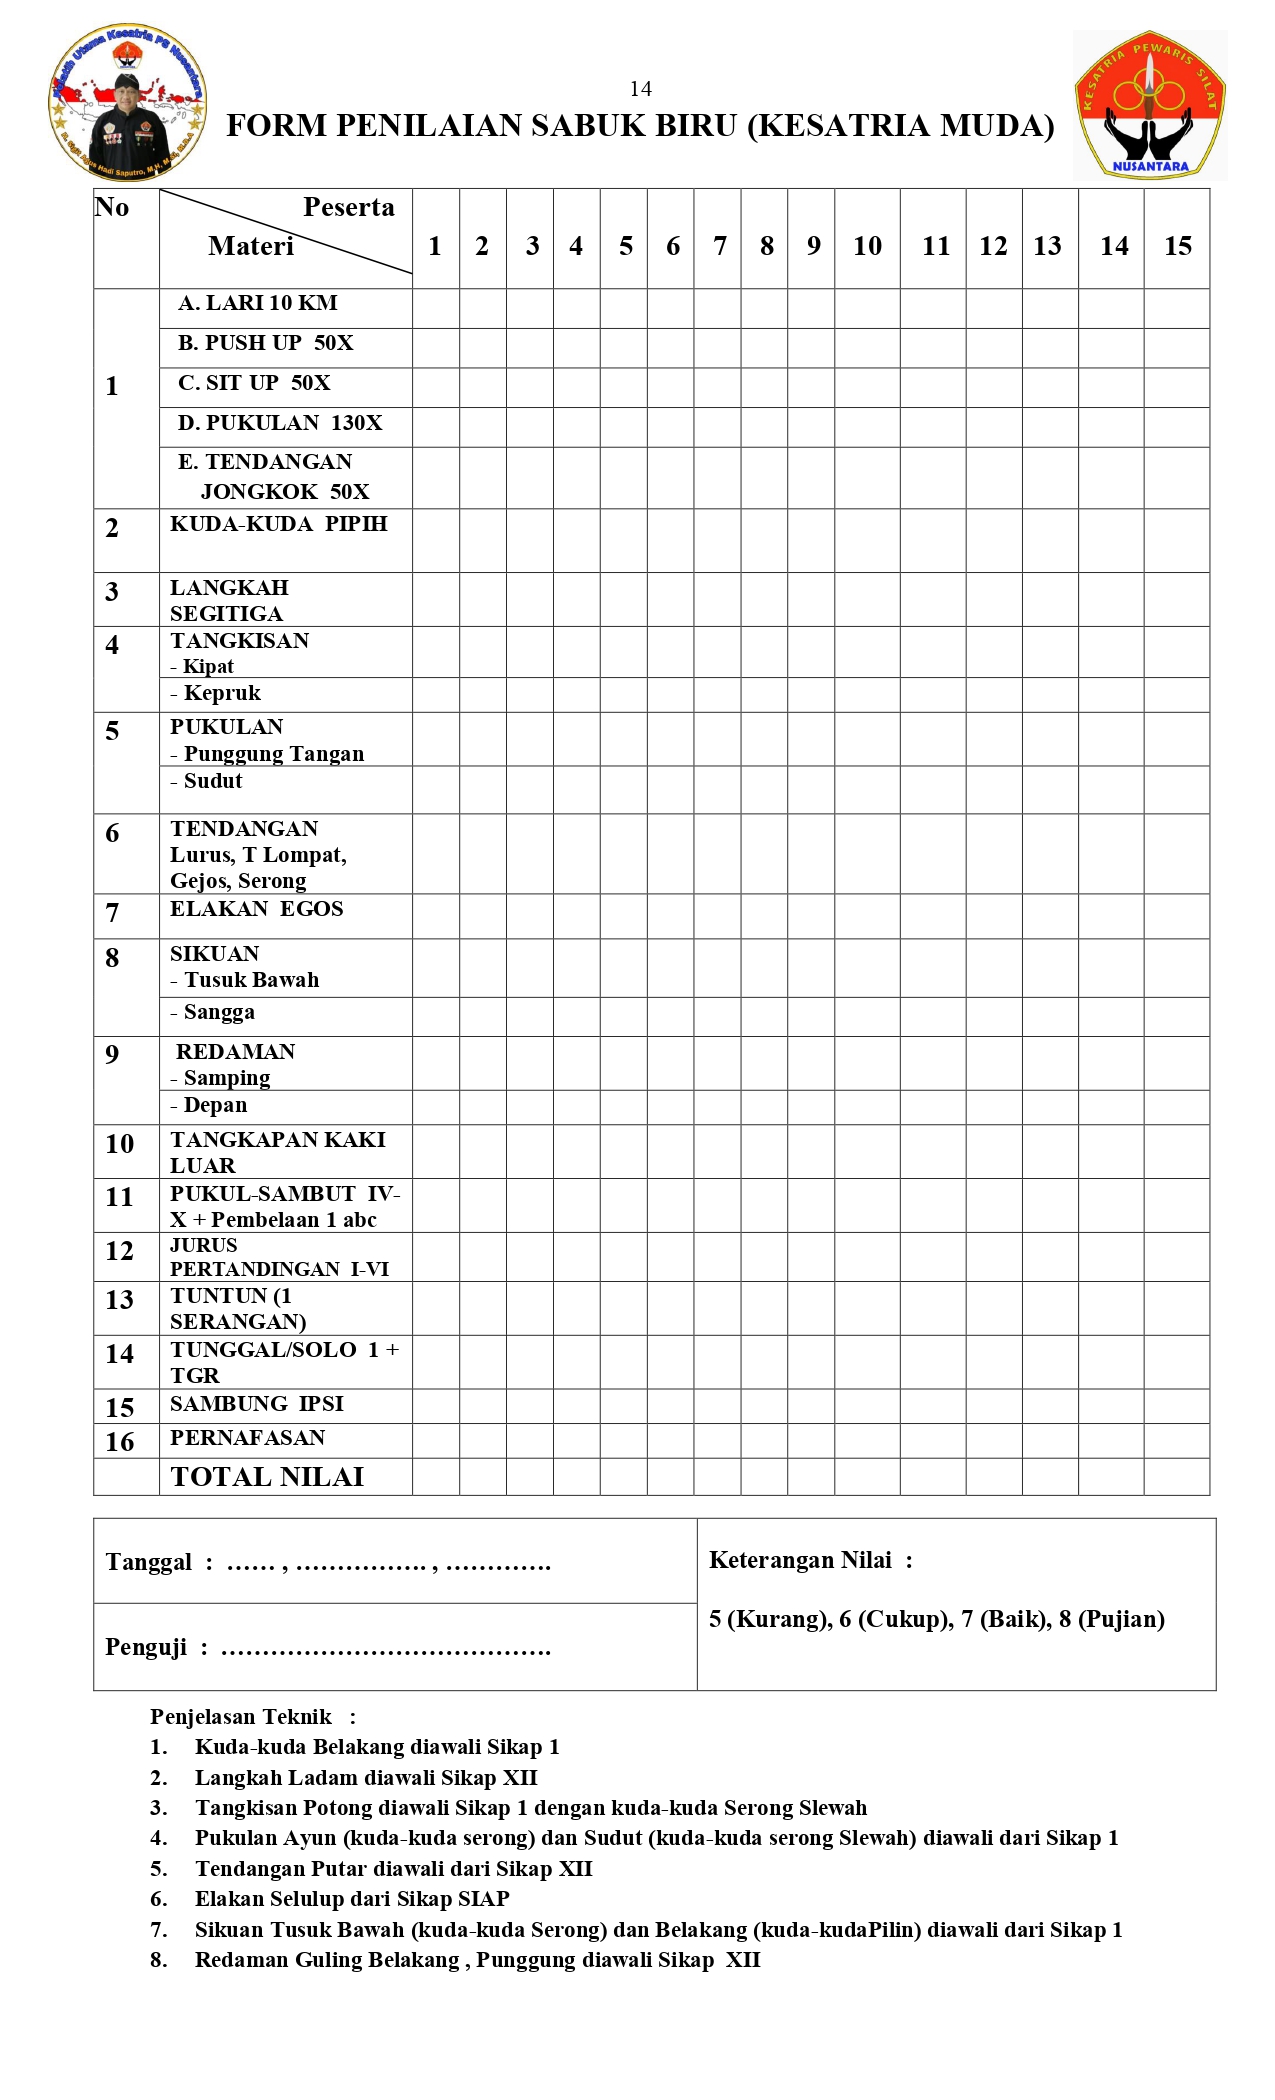 Pelatih Utama Kesatria PS Nusantara
KESATRIA PEWARIS SILAT
NUSANTARA
14
FORM PENILAIAN SABUK BIRU (KESATRIA MUDA)
No Peserta
Materi 1 2 3 4 5 6 7 8 9 10 11 12 13 14 15
A. LARI 10 KM
B. PUSH UP 50X
1 C. SIT UP 50X
D. PUKULAN 130X
E. TENDANGAN
JONGKOK 50X
2 KUDA-KUDA PIPIH
3 LANGKAH
SEGITIGA
4 TANGKISAN
- Kipat
- Kepruk
5 PUKULAN
- Punggung Tangan
- Sudut
6 TENDANGAN
Lurus, T Lompat,
Gejos, Serong
7 ELAKAN EGOS
8 SIKUAN
- Tusuk Bawah
- Sangga
9 REDAMAN
- Samping
- Depan
10 TANGKAPAN KAKI
LUAR
11 PUKUL-SAMBUT IV-
X + Pembelaan 1 abc
12 JURUS
PERTANDINGAN I-VI
13 TUNTUN (1
SERANGAN)
14 TUNGGAL/SOLO 1 +
TGR
15 SAMBUNG IPSI
16 PERNAFASAN
TOTAL NILAI
Tanggal : …… , ……………. , ………….
Keterangan Nilai :
5 (Kurang), 6 (Cukup), 7 (Baik), 8 (Pujian)
Penguji : ………………………………….
Penjelasan Teknik :
1. Kuda-kuda Belakang diawali Sikap 1
2. Langkah Ladam diawali Sikap XII
3. Tangkisan Potong diawali Sikap 1 dengan kuda-kuda Serong Slewah
4. Pukulan Ayun (kuda-kuda serong) dan Sudut (kuda-kuda serong Slewah) diawali dari Sikap 1
5. Tendangan Putar diawali dari Sikap XII
6. Elakan Selulup dari Sikap SIAP
7. Sikuan Tusuk Bawah (kuda-kuda Serong) dan Belakang (kuda-kudaPilin) diawali dari Sikap 1
8. Redaman Guling Belakang , Punggung diawali Sikap XII